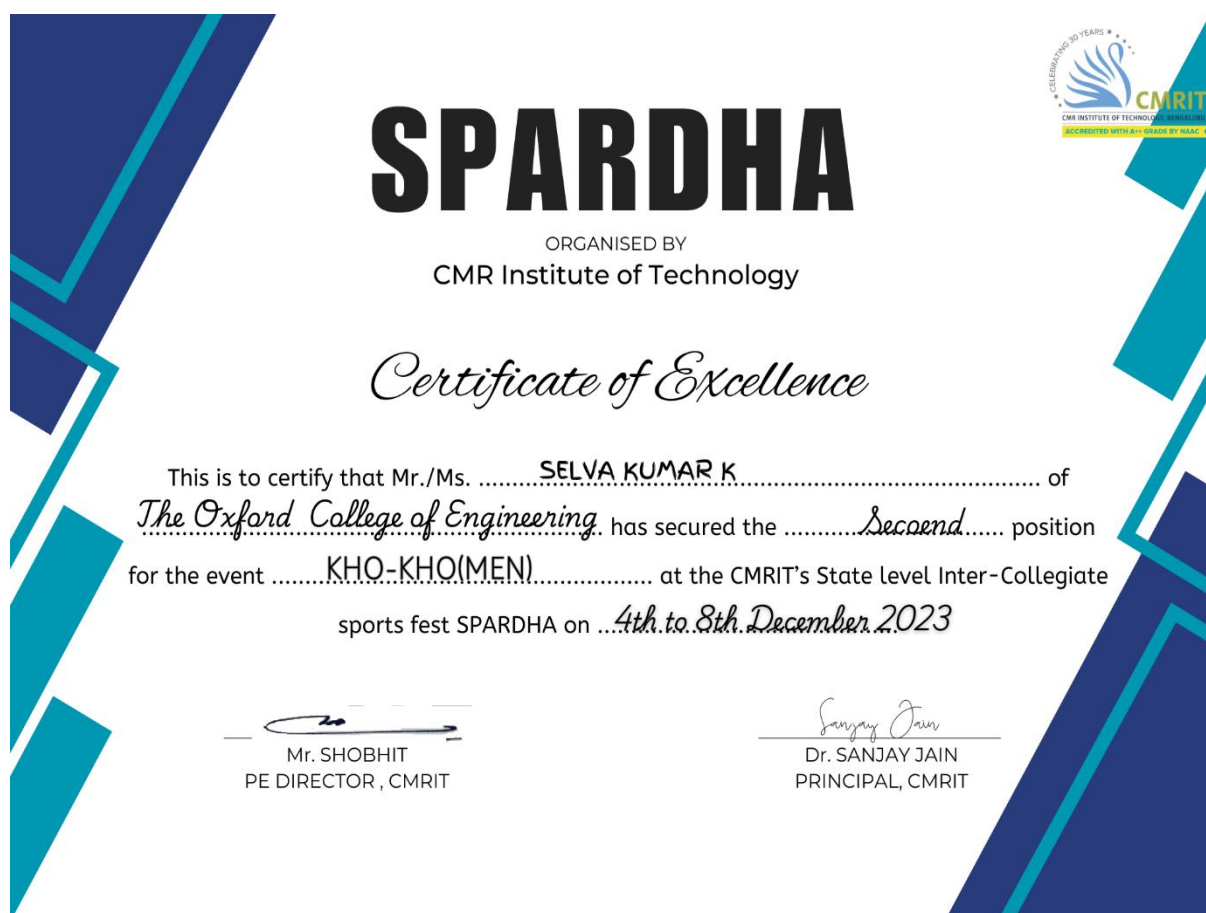 CELEBRATING 30 YEARS
CMRIT
CMR INSTITUTE OF TECHNOLOGY, BENGALURU
ACCREDITED WITH A++ GRADE BY NAAC
SPARDHA
ORGANISED BY
CMR Institute of Technology
Certificate of Excellence
This is to certify that Mr./Ms. .......... SELVA KUMAR K .......... of
The Oxford College of Engineering. has secured the ........... Secoend ...... position
for the event ....... KHO-KHO(MEN) .................. at the CMRIT's State level Inter-Collegiate
sports fest SPARDHA on ...4th to 8th December 2023
Sanjay Jain
Mr. SHOBHIT
PE DIRECTOR , CMRIT
Dr. SANJAY JAIN
PRINCIPAL, CMRIT